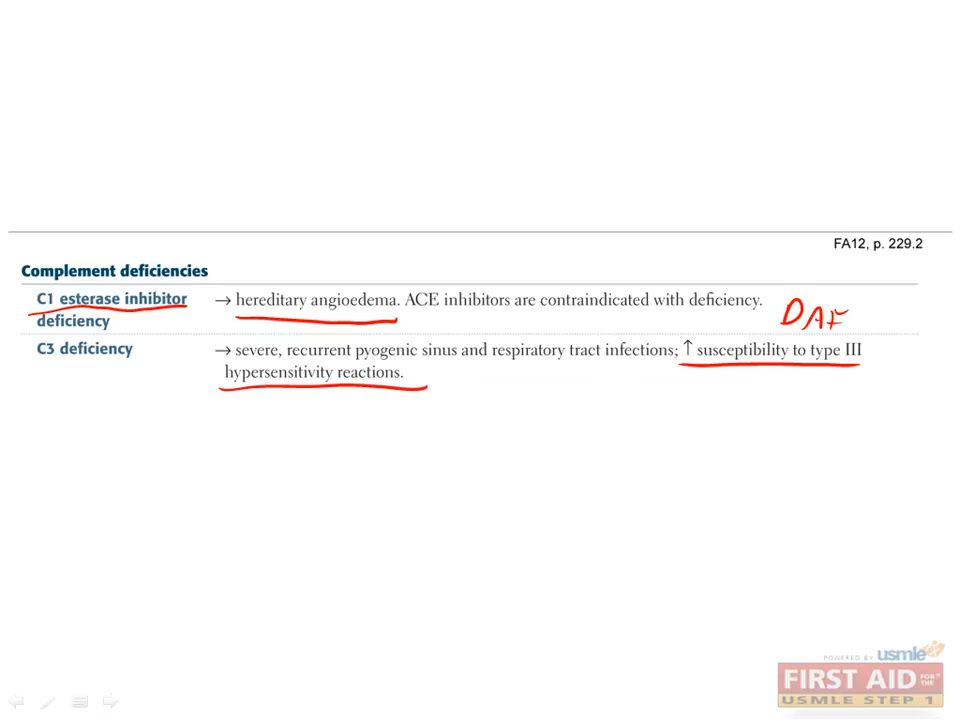 FA12, p. 229.2
Complement deficiencies
C1 esterase inhibitor
deficiency
→ hereditary angioedema. ACE inhibitors are contraindicated with deficiency.
DAF
C3 deficiency
→ severe, recurrent pyogenic sinus and respiratory tract infections; ↑ susceptibility to type III
hypersensitivity reactions.
POWERED BY usmle
FIRST AID FOR THE®
USMLE STEP 1